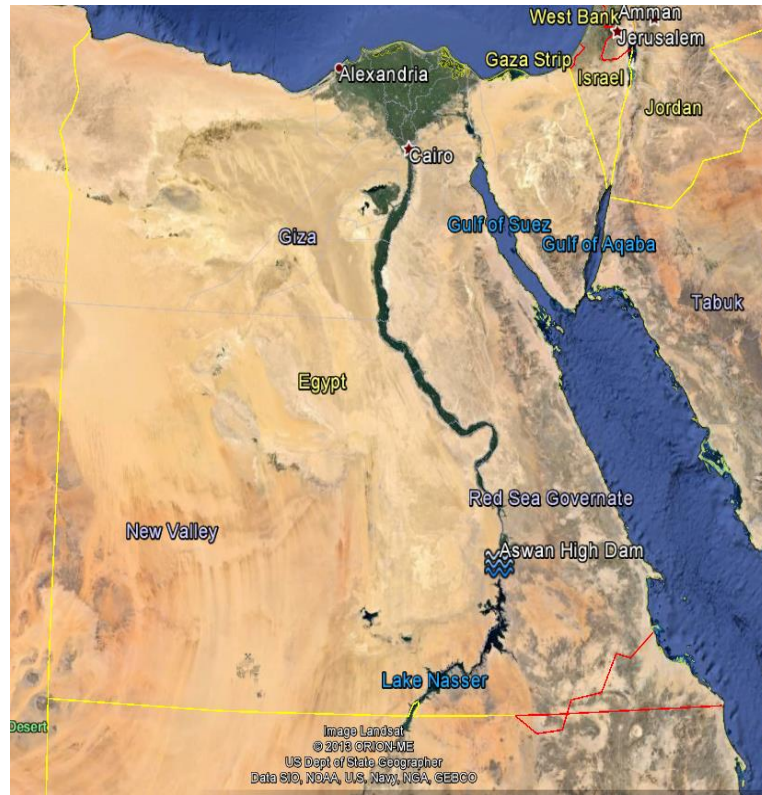 West Bank
Amman
Jerusalem
Gaza Strip
Israel
Alexandria
Jordan
Cairo
Gulf of Suez
Giza
Gulf of Aqaba
Tabuk
Egypt
Red Sea Governate
New Valley
Aswan High Dam
Lake Nasser
Desert
Image Landsat
© 2013 ORION-ME
US Dept of State Geographer
Data SIO, NOAA, U.S. Navy, NGA, GEBCO